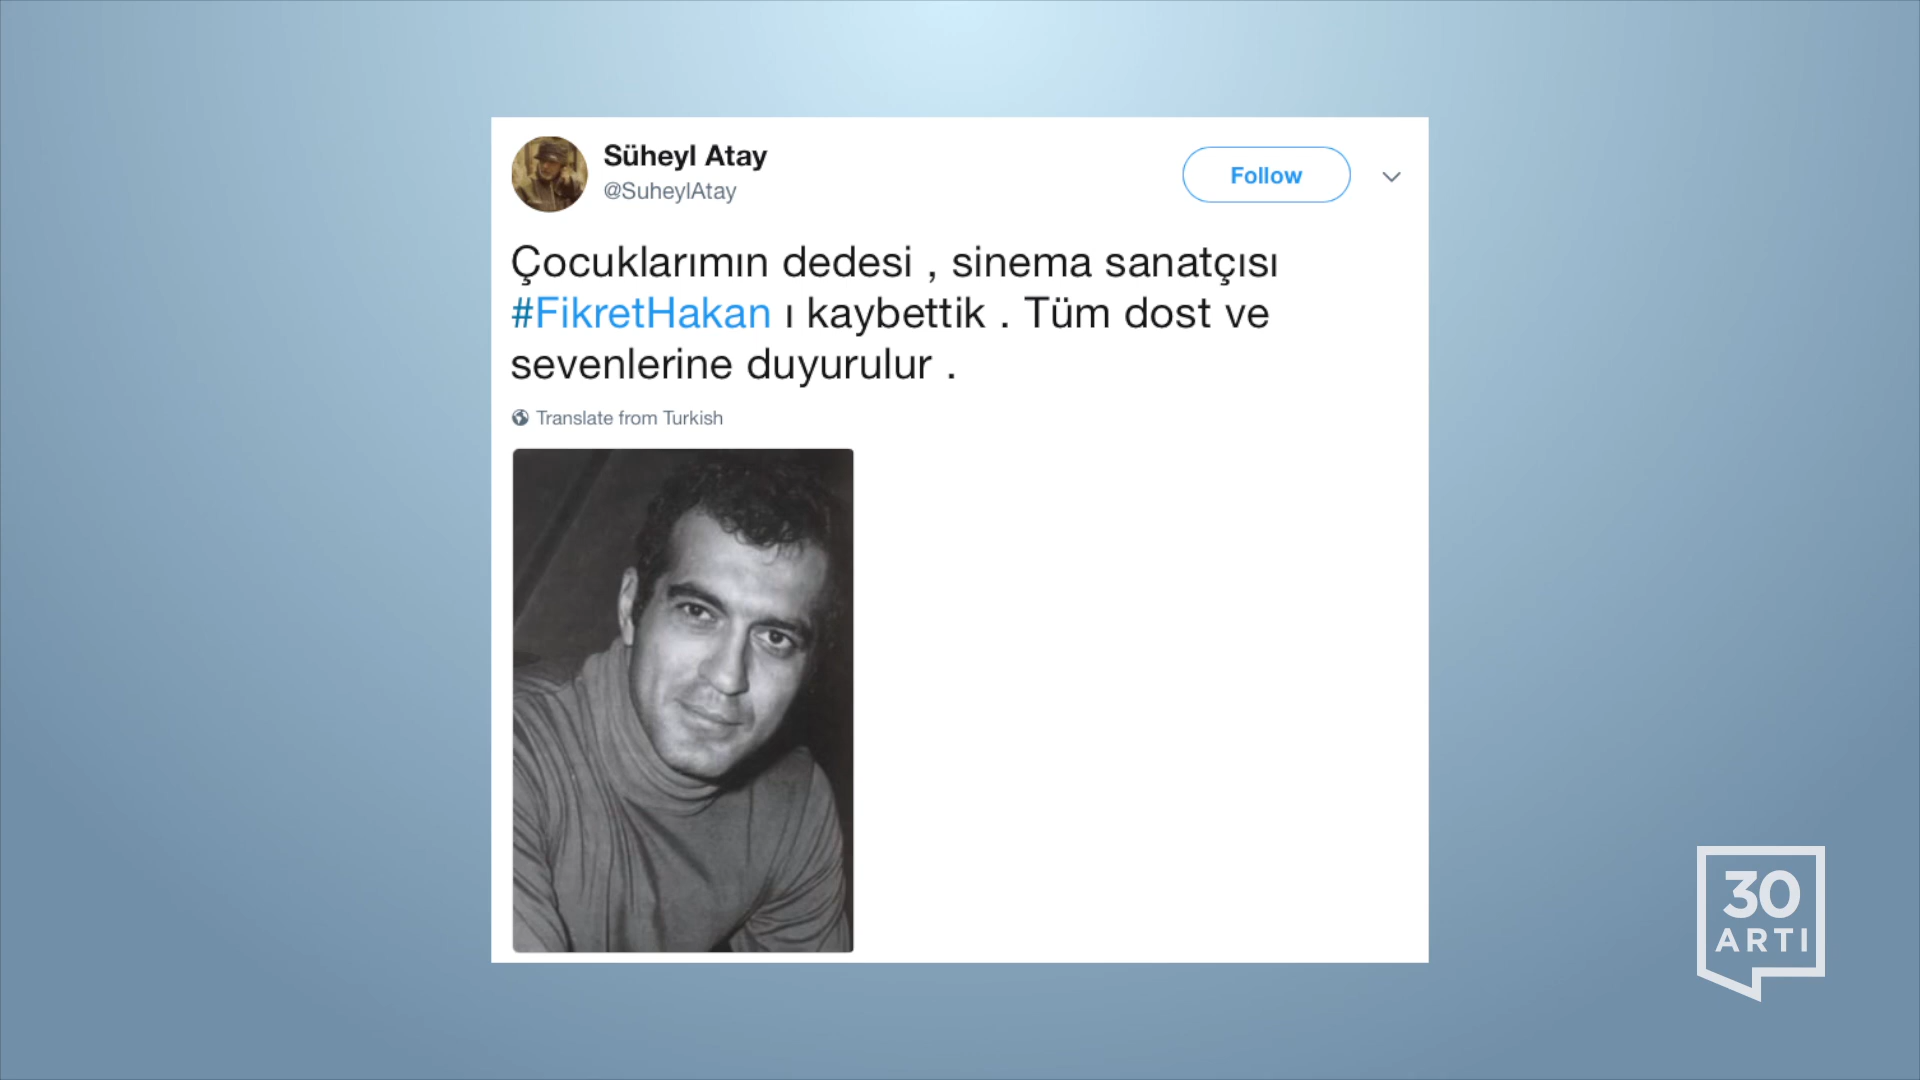 Süheyl Atay
@SuheylAtay
Follow
Çocuklarımın dedesi , sinema sanatçısı
#FikretHakan ı kaybettik . Tüm dost ve
sevenlerine duyurulur .
Translate from Turkish
30
ARTI